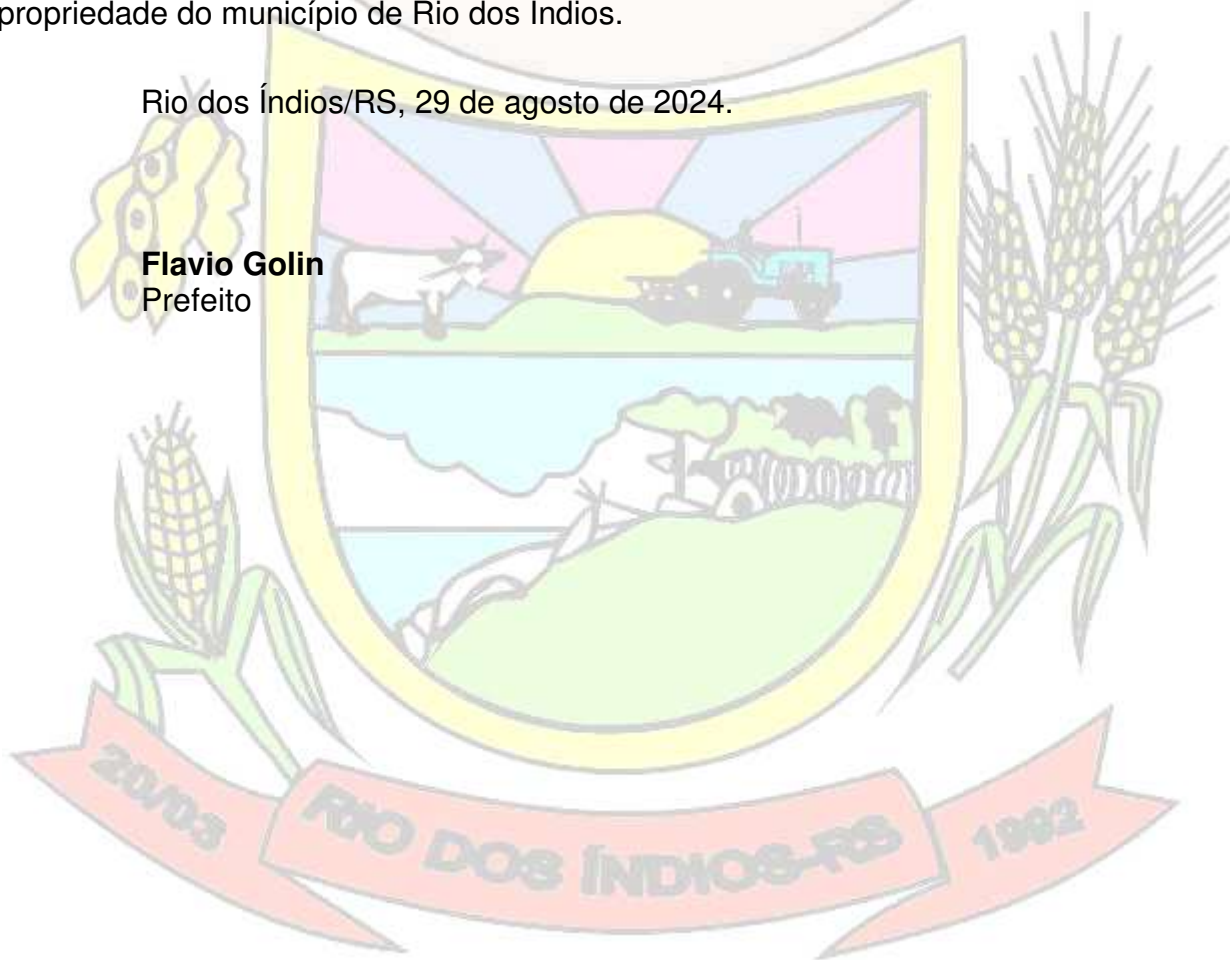 propriedade do município de Rio dos Índios.
Rio dos Índios/RS, 29 de agosto de 2024.
Flavio Golin
Prefeito
20/03
RIO DOS ÍNDIOS-RS
1992